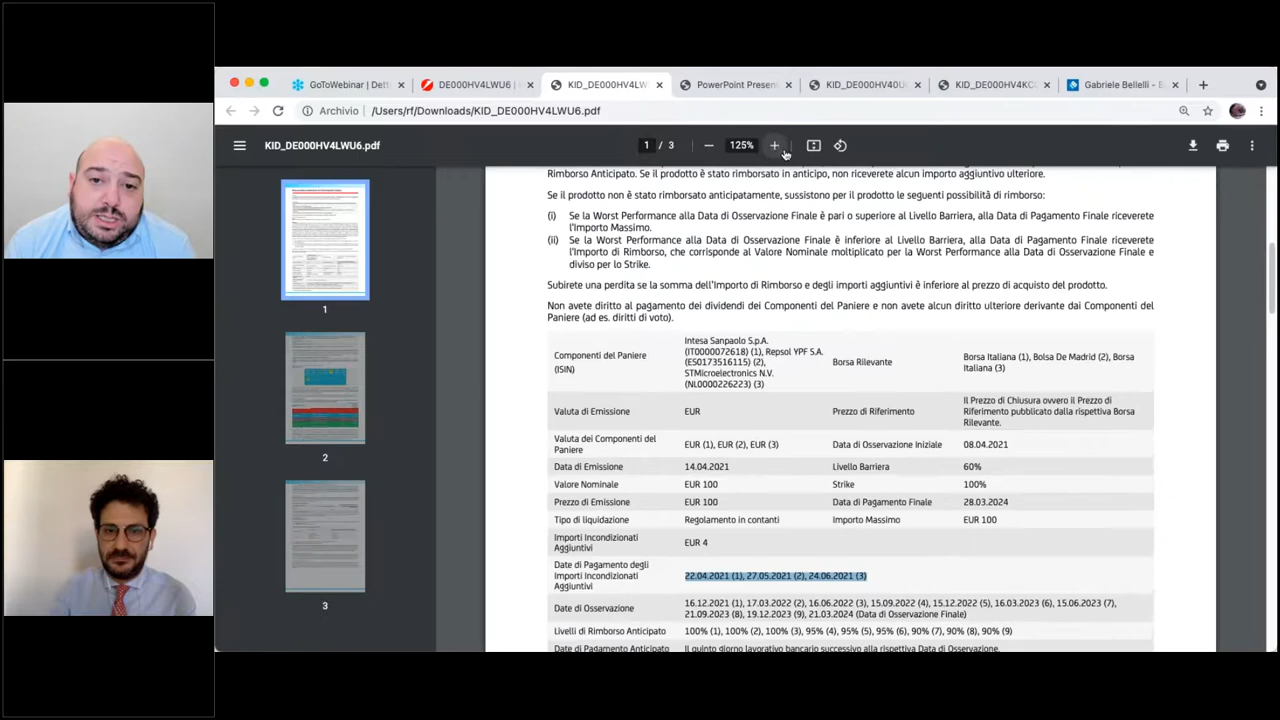 GoToWebinar | Dett
DE000HV4LWU6 |
KID_DE000HV4LW
PowerPoint Present
KID_DE000HV40U
KID_DE000HV4KC
Gabriele Bellelli - B
Archivio | /Users/rf/Downloads/KID_DE000HV4LWU6.pdf
KID_DE000HV4LWU6.pdf
1 / 3
125%
1
2
3
Rimborso Anticipato. Se il prodotto è stato rimborsato in anticipo, non riceverete alcun importo aggiuntivo ulteriore.
Se il prodotto non è stato rimborsato anticipatamente, sussistono per il prodotto le seguenti possibilità di rimborso:
(i) Se la Worst Performance alla Data di Osservazione Finale è pari o superiore al Livello Barriera, alla Data di Pagamento Finale riceverete
l'Importo Massimo.
(ii) Se la Worst Performance alla Data di Osservazione Finale è inferiore al Livello Barriera, alla Data di Pagamento Finale riceverete
l'Importo di Rimborso, che corrisponde al Valore Nominale moltiplicato per la Worst Performance alla Data di Osservazione Finale e
diviso per lo Strike.
Subirete una perdita se la somma dell'Importo di Rimborso e degli importi aggiuntivi è inferiore al prezzo di acquisto del prodotto.
Non avete diritto al pagamento dei dividendi dei Componenti del Paniere e non avete alcun diritto ulteriore derivante dai Componenti del
Paniere (ad es. diritti di voto).
Componenti del Paniere
(ISIN)
Intesa Sanpaolo S.p.A.
(IT0000072618) (1), Repsol YPF S.A.
(ES0173516115) (2),
STMicroelectronics N.V.
(NL0000226223) (3)
Borsa Rilevante
Borsa Italiana (1), Bolsa De Madrid (2), Borsa
Italiana (3)
Valuta di Emissione
EUR
Prezzo di Riferimento
Il Prezzo di Chiusura ovvero il Prezzo di
Riferimento pubblicato dalla rispettiva Borsa
Rilevante.
Valuta dei Componenti del
Paniere
EUR (1), EUR (2), EUR (3)
Data di Osservazione Iniziale
08.04.2021
Data di Emissione
14.04.2021
Livello Barriera
60%
Valore Nominale
EUR 100
Strike
100%
Prezzo di Emissione
EUR 100
Data di Pagamento Finale
28.03.2024
Tipo di liquidazione
Regolamento in contanti
Importo Massimo
EUR 100
Importi Incondizionati
Aggiuntivi
EUR 4
Date di Pagamento degli
Importi Incondizionati
Aggiuntivi
22.04.2021 (1), 27.05.2021 (2), 24.06.2021 (3)
Date di Osservazione
16.12.2021 (1), 17.03.2022 (2), 16.06.2022 (3), 15.09.2022 (4), 15.12.2022 (5), 16.03.2023 (6), 15.06.2023 (7),
21.09.2023 (8), 19.12.2023 (9), 21.03.2024 (Data di Osservazione Finale)
Livelli di Rimborso Anticipato
100% (1), 100% (2), 100% (3), 95% (4), 95% (5), 95% (6), 90% (7), 90% (8), 90% (9)
Date di Pagamento Anticipato
Il quinto giorno lavorativo bancario successivo alla rispettiva Data di Osservazione.